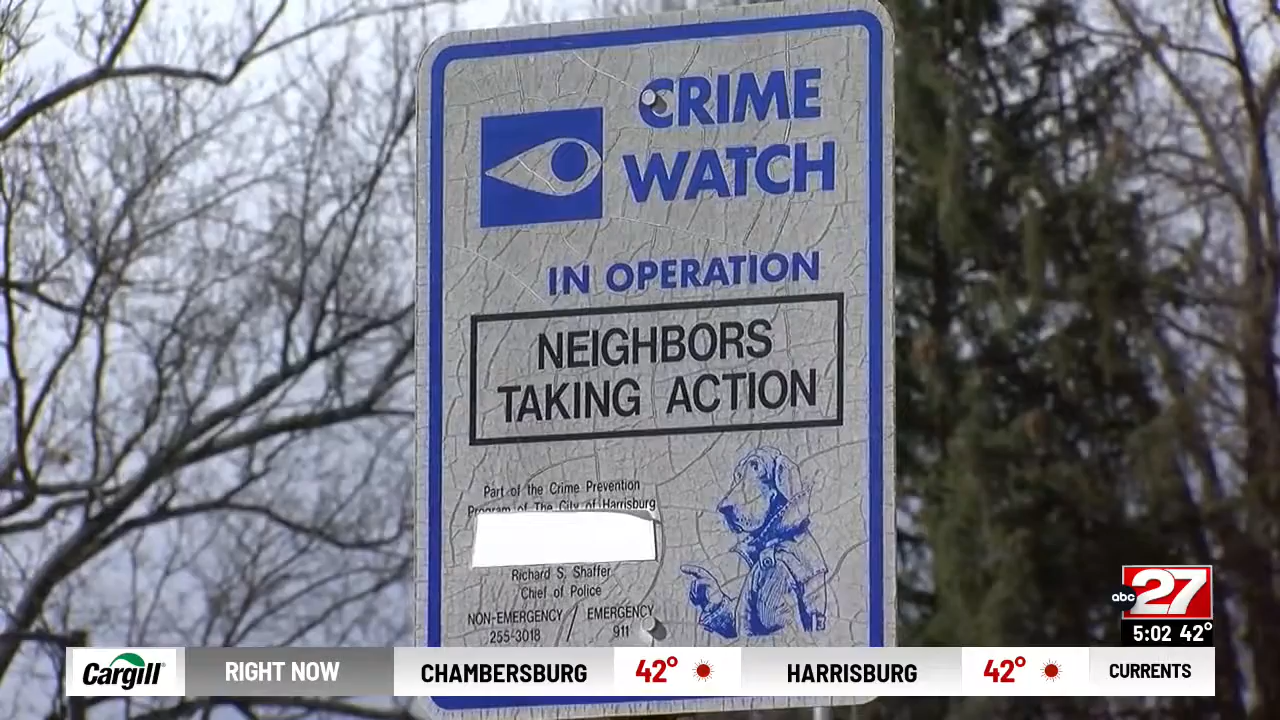 CRIME
WATCH
IN OPERATION
NEIGHBORS
TAKING ACTION
Part of the Crime Prevention
Program of The City of Harrisburg
Richard S. Shaffer
Chief of Police
NON-EMERGENCY / EMERGENCY
255-3018 911
abc 27
5:02 42°
Cargill RIGHT NOW CHAMBERSBURG 42° HARRISBURG 42° CURRENTS